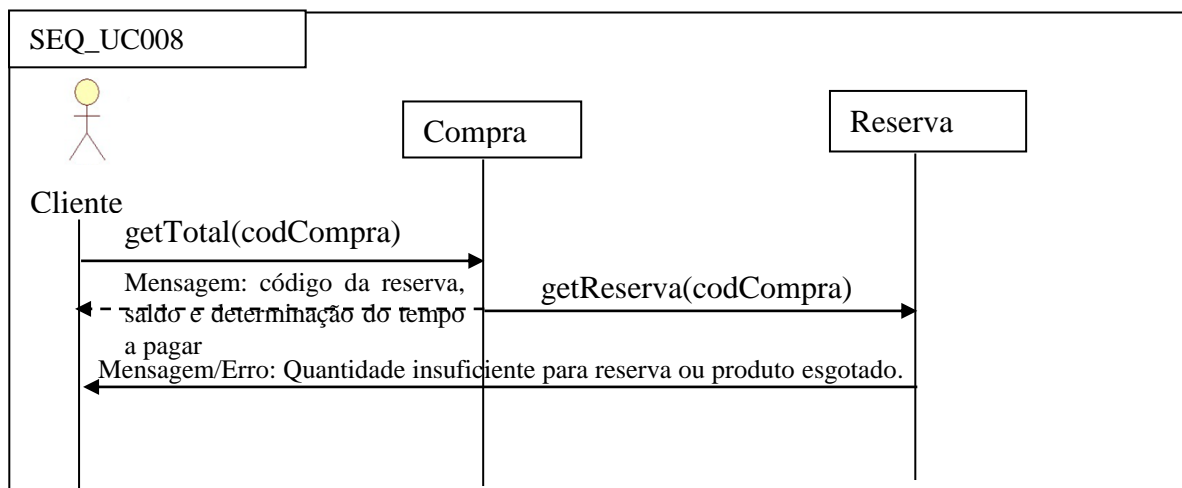 SEQ_UC008
Compra
Reserva
Cliente
getTotal(codCompra)
Mensagem: código da reserva,
saldo e determinação do tempo
a pagar
getReserva(codCompra)
Mensagem/Erro: Quantidade insuficiente para reserva ou produto esgotado.